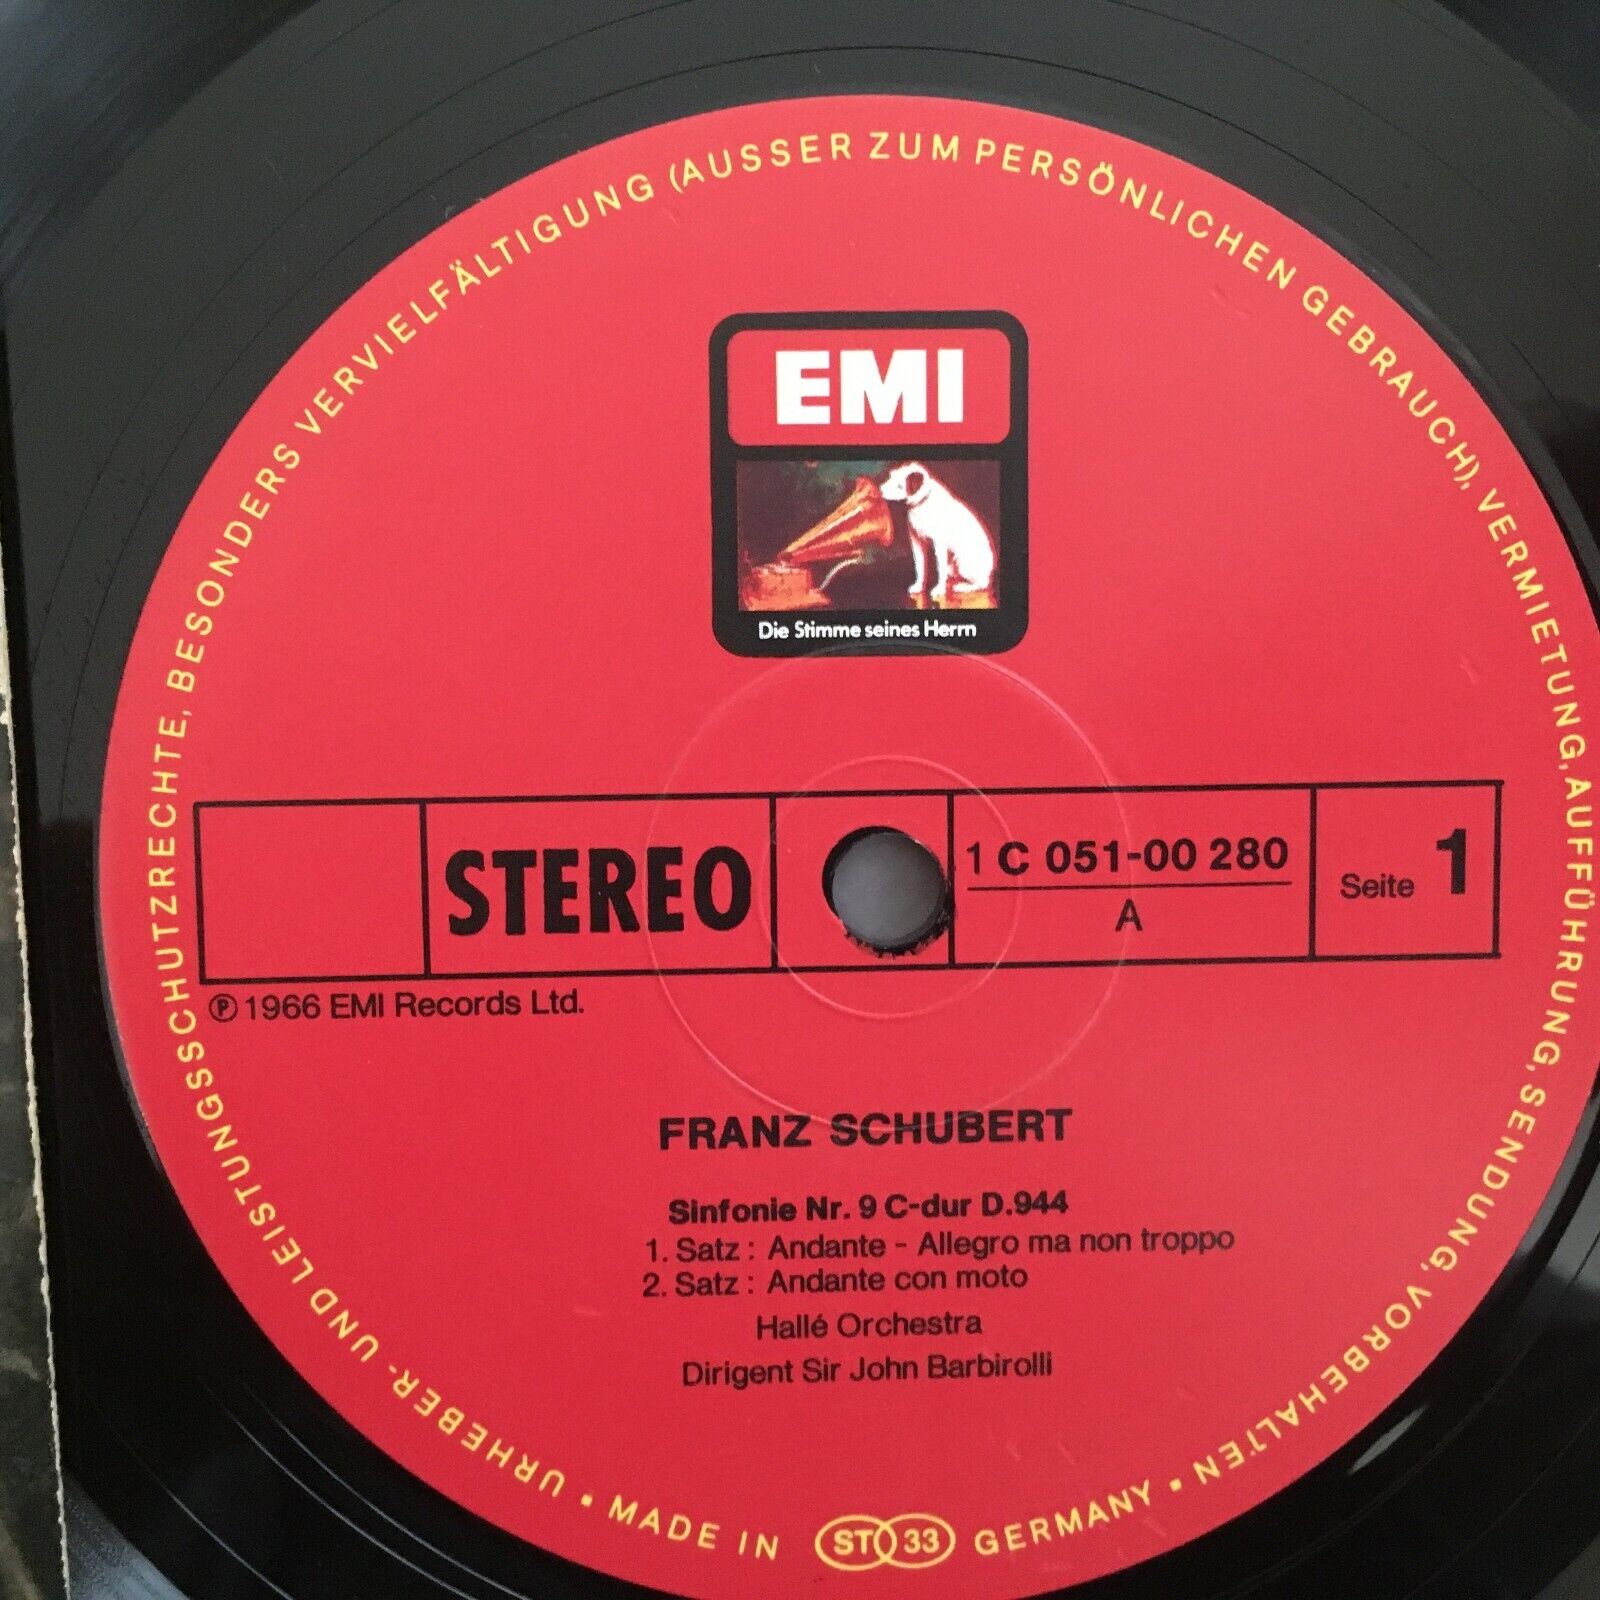 EMI
Die Stimme seines Herrn
STEREO
1 C 051-00 280
A
Seite 1
℗ 1966 EMI Records Ltd.
FRANZ SCHUBERT
Sinfonie Nr. 9 C-dur D.944
1. Satz: Andante - Allegro ma non troppo
2. Satz: Andante con moto
Hallé Orchestra
Dirigent Sir John Barbirolli
URHEBER- UND LEISTUNGSSCHUTZRECHTE, BESONDERS VERVIELFÄLTIGUNG (AUSSER ZUM PERSÖNLICHEN GEBRAUCH), VERMIETUNG, AUFFÜHRUNG, SENDUNG, VORBEHALTEN • MADE IN ST 33 GERMANY •